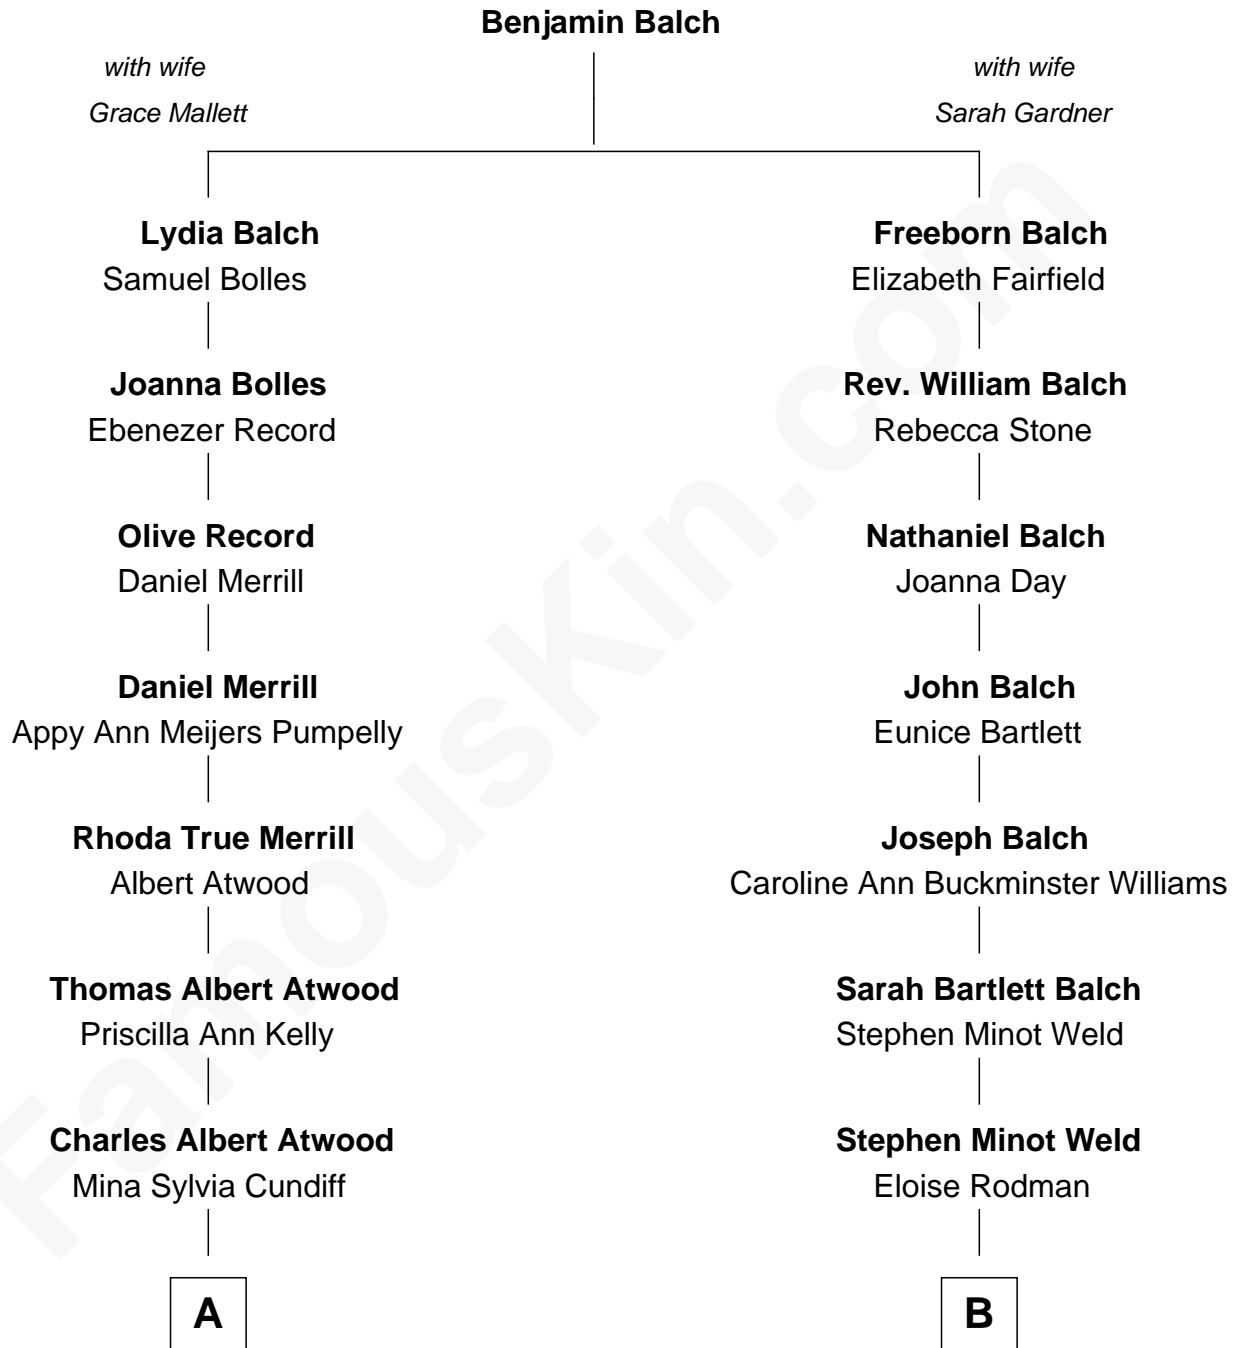 Benjamin Balch
with wife
Grace Mallett
with wife
Sarah Gardner
Lydia Balch
Samuel Bolles
Freeborn Balch
Elizabeth Fairfield
Joanna Bolles
Ebenezer Record
Rev. William Balch
Rebecca Stone
Olive Record
Daniel Merrill
Nathaniel Balch
Joanna Day
Daniel Merrill
Appy Ann Meijers Pumpelly
John Balch
Eunice Bartlett
Rhoda True Merrill
Albert Atwood
Joseph Balch
Caroline Ann Buckminster Williams
Thomas Albert Atwood
Priscilla Ann Kelly
Sarah Bartlett Balch
Stephen Minot Weld
Charles Albert Atwood
Mina Sylvia Cundiff
Stephen Minot Weld
Eloise Rodman
A
B
FamousKin.com